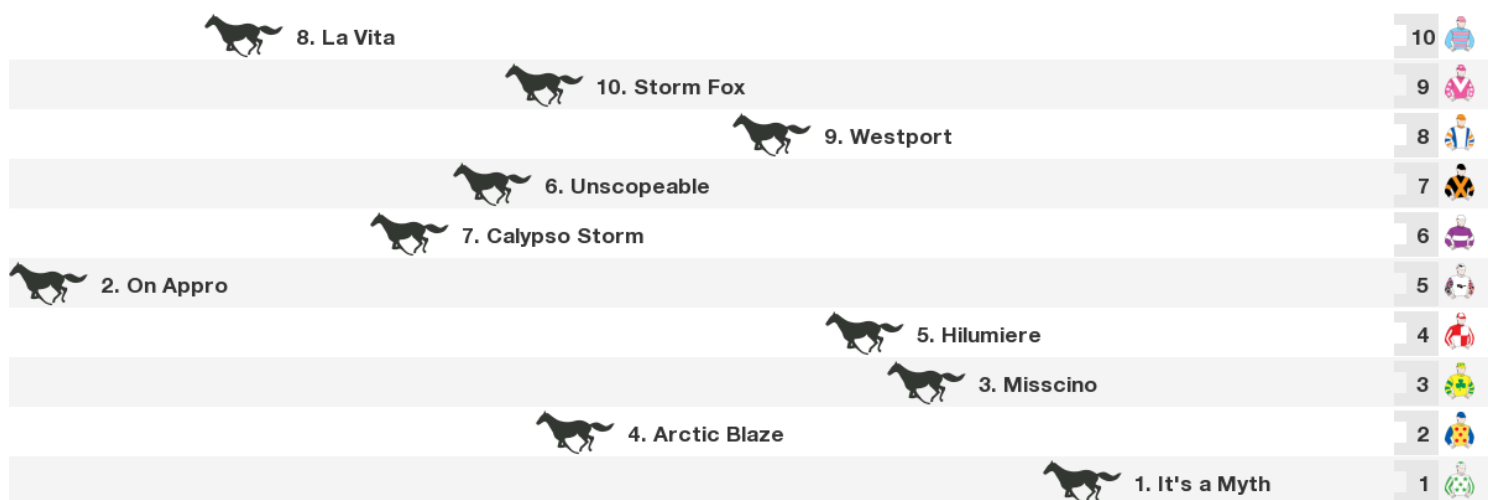 8. La Vita 10
10. Storm Fox 9
9. Westport 8
6. Unscopeable 7
7. Calypso Storm 6
2. On Appro 5
5. Hilumiere 4
3. Misscino 3
4. Arctic Blaze 2
1. It's a Myth 1